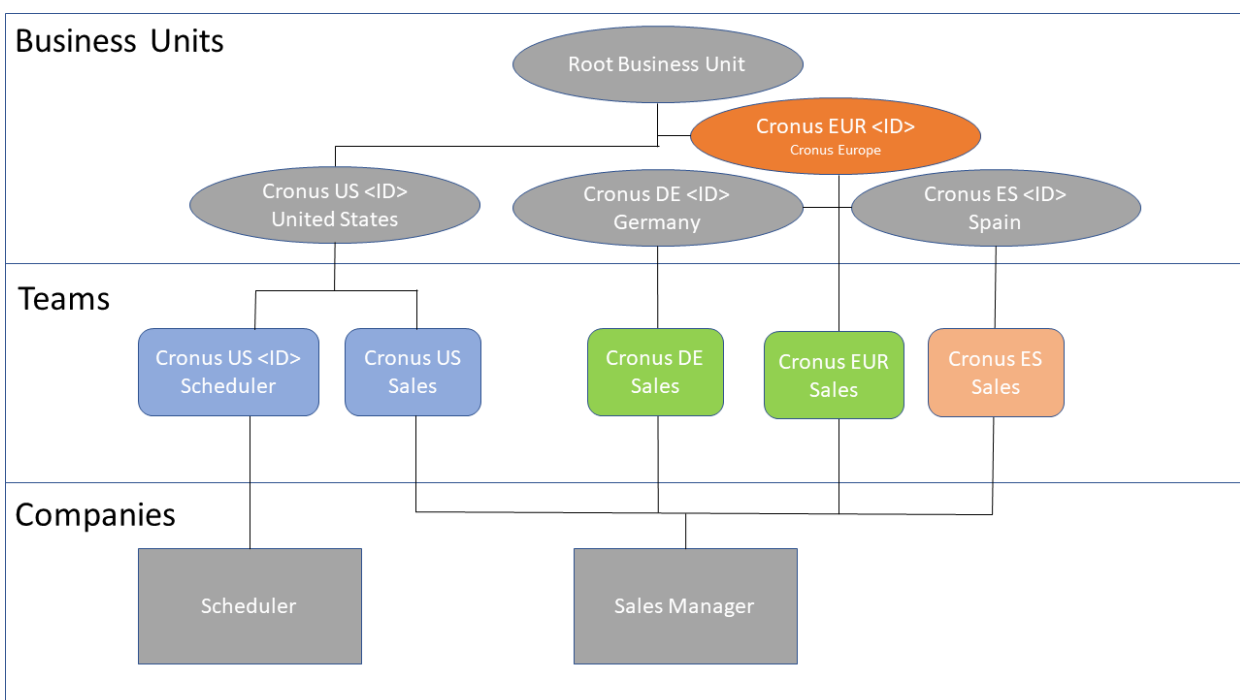 Business Units
Root Business Unit
Cronus EUR <ID>
Cronus Europe
Cronus US <ID>
United States
Cronus DE <ID>
Germany
Cronus ES <ID>
Spain
Teams
Cronus US <ID>
Scheduler
Cronus US
Sales
Cronus DE
Sales
Cronus EUR
Sales
Cronus ES
Sales
Companies
Scheduler
Sales Manager